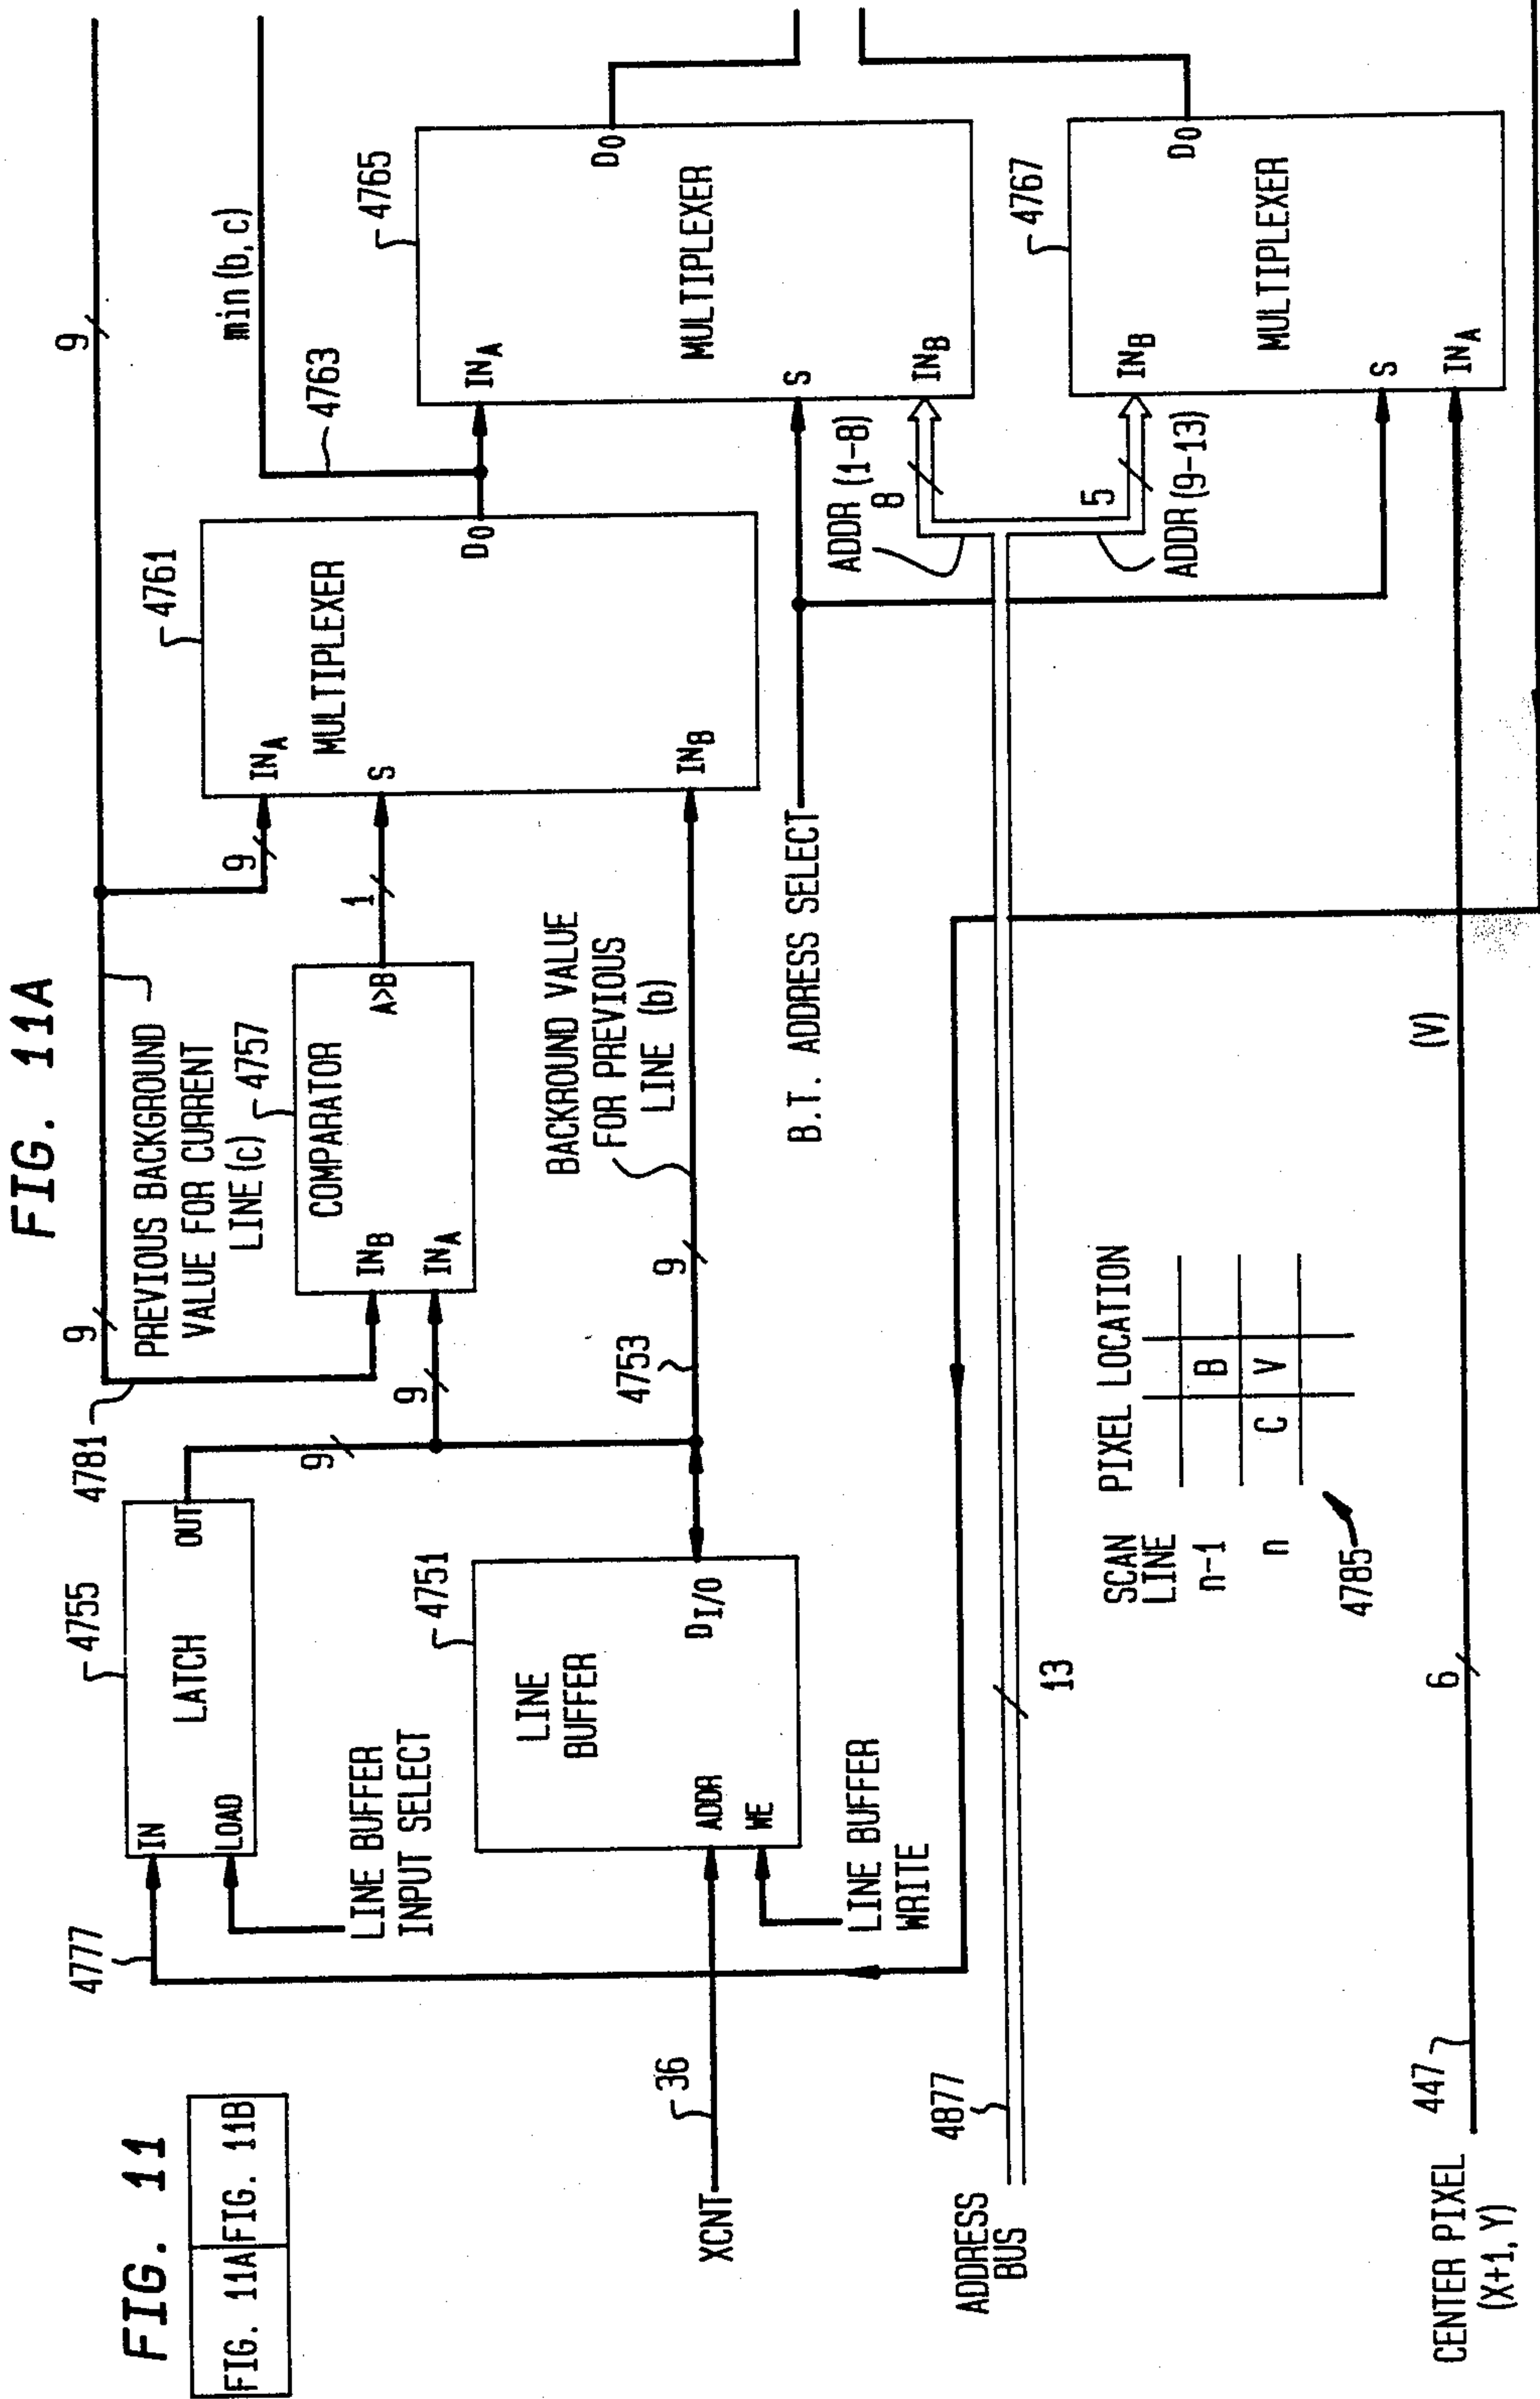 FIG. 11
FIG. 11A
FIG. 11B
FIG. 11A
4777
4755
IN
LATCH
OUT
LOAD
LINE BUFFER
INPUT SELECT
4781
9
PREVIOUS BACKGROUND
VALUE FOR CURRENT
LINE (c)
4757
9
9
9
COMPARATOR
INB
INA
A>B
1
9
4761
INA
S
INB
MULTIPLEXER
D0
4763
min (b, c)
XCNT
36
4751
LINE
BUFFER
ADDR
WE
DI/O
LINE BUFFER
WRITE
4753
9
BACKROUND VALUE
FOR PREVIOUS
LINE (b)
B.T. ADDRESS SELECT
4765
INA
S
INB
MULTIPLEXER
D0
ADDR (1-8)
8
5
ADDR (9-13)
4767
INB
S
INA
MULTIPLEXER
D0
ADDRESS
BUS
4877
13
SCAN
LINE
PIXEL LOCATION
n-1
B
n
C
V
4785
CENTER PIXEL
(X+1, Y)
447
6
(V)